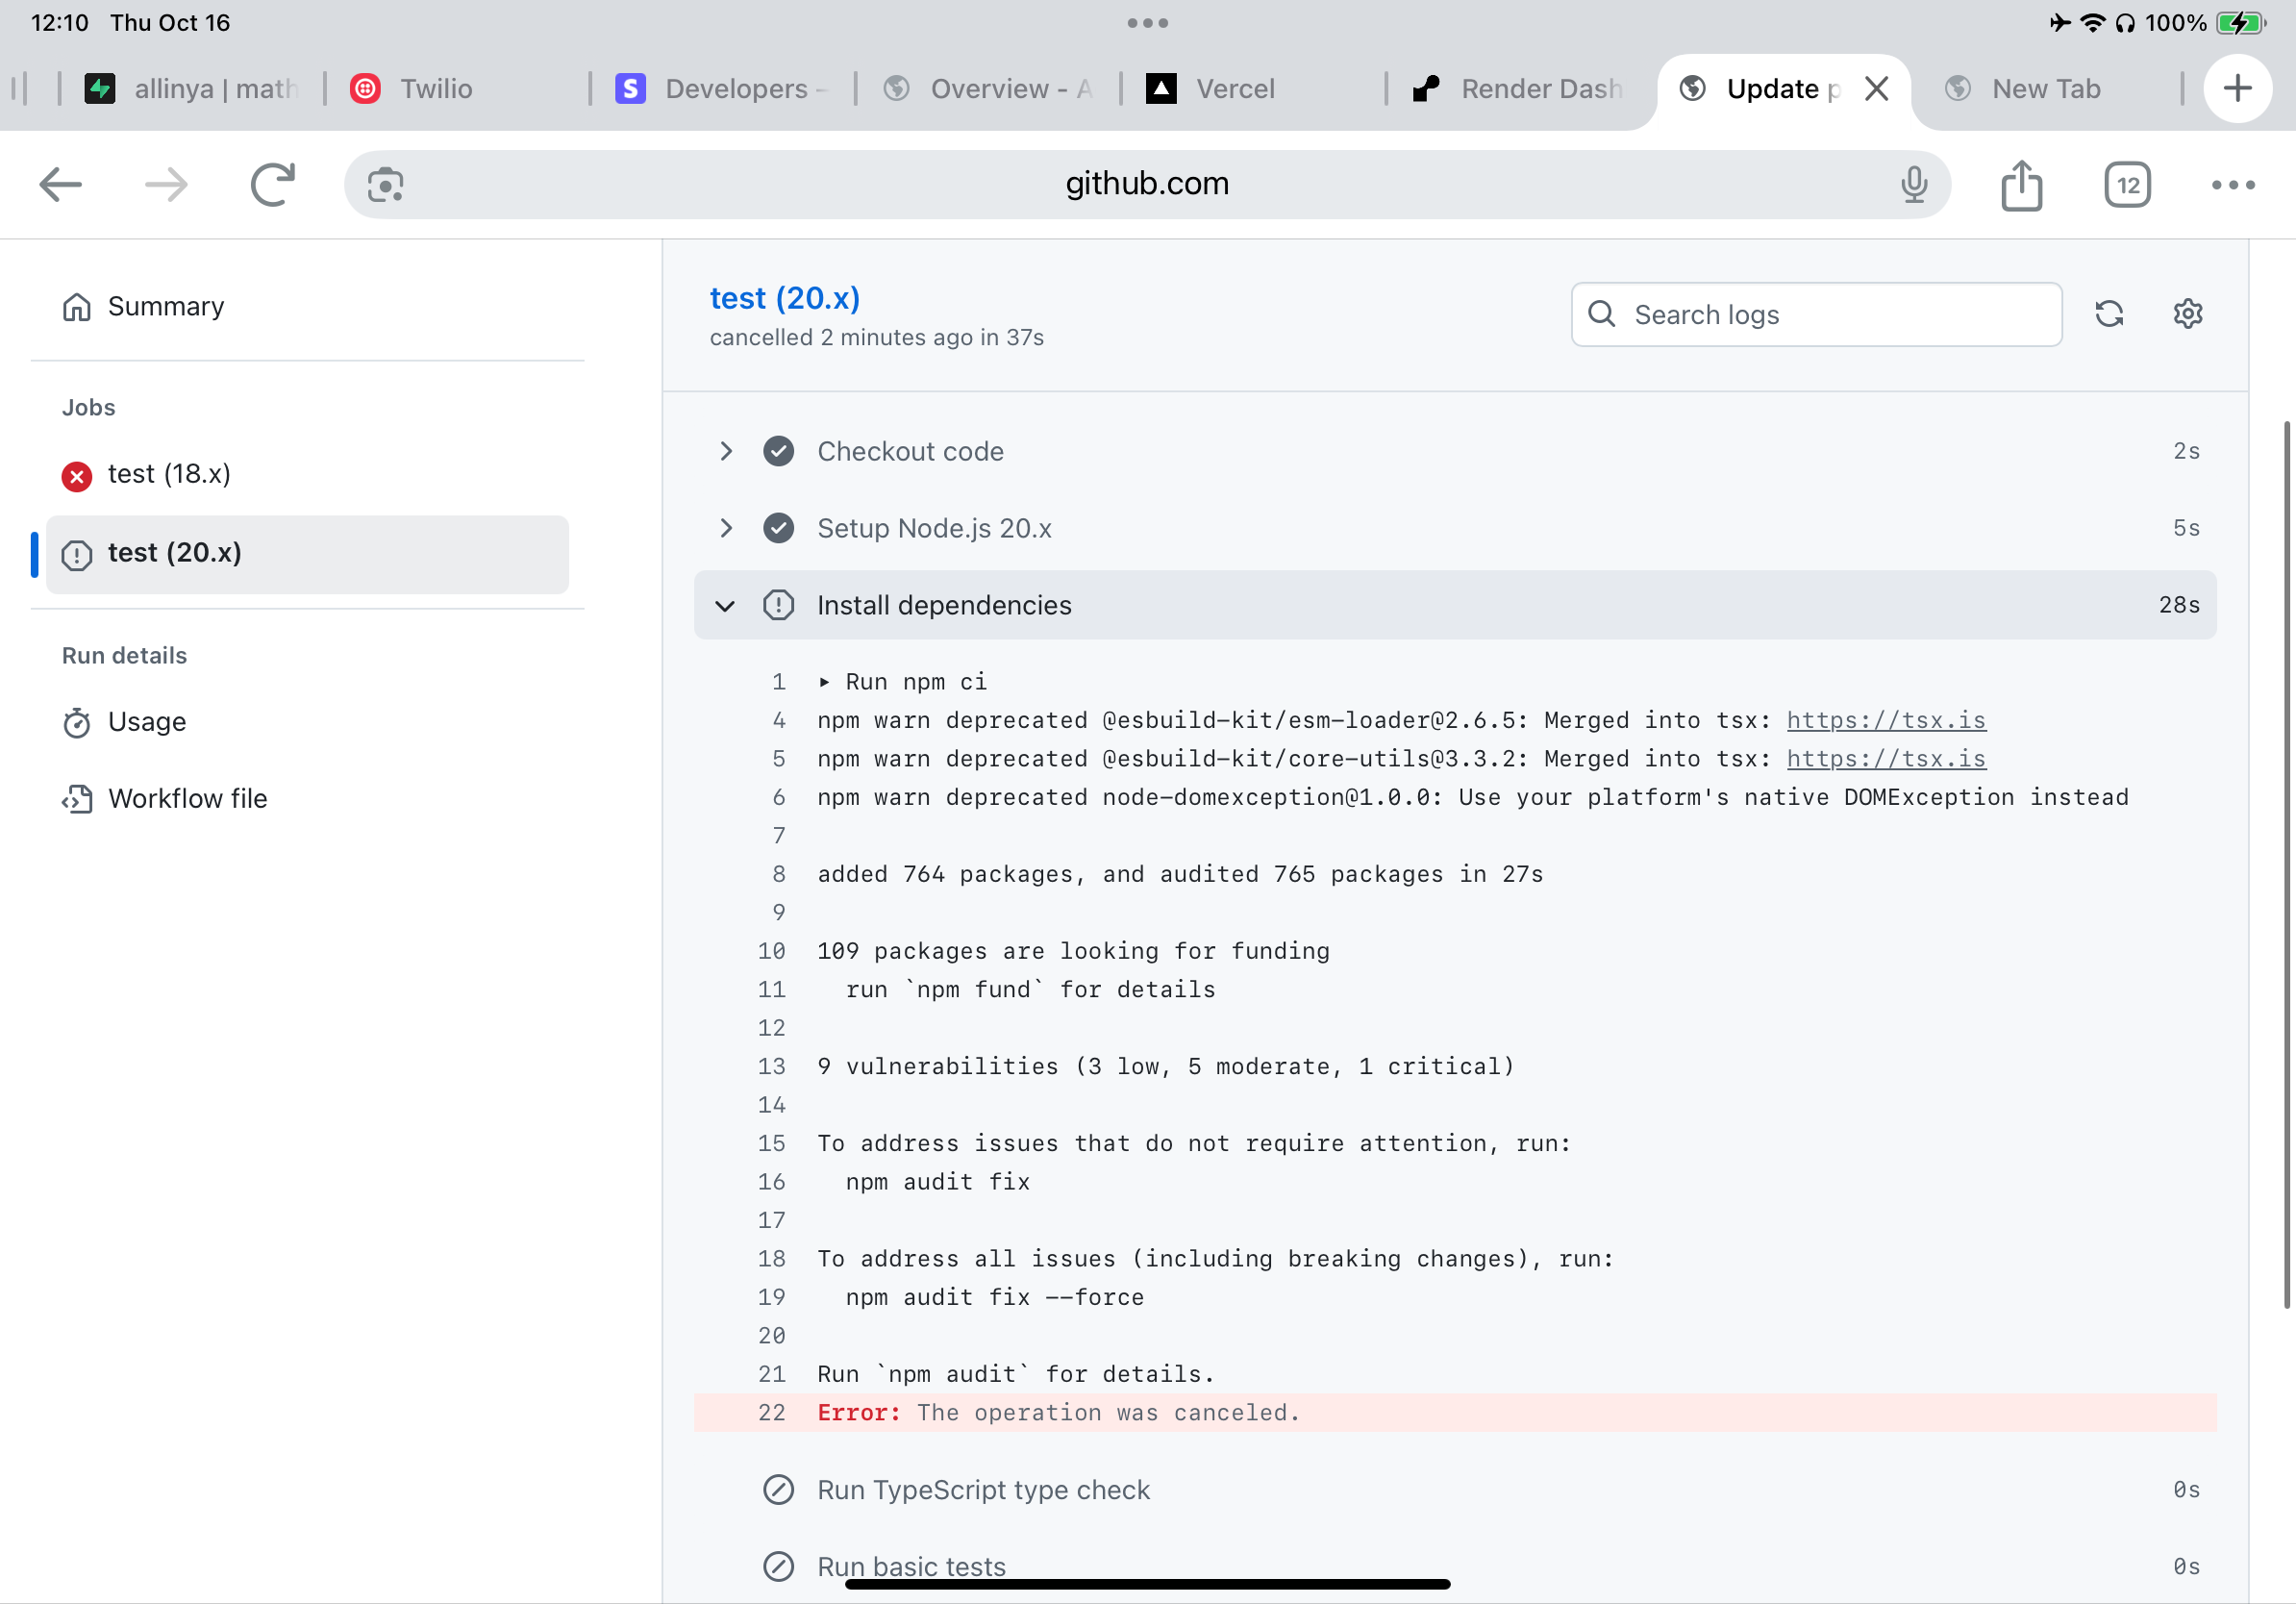 12:10 Thu Oct 16
100%
allinya | math
Twilio
Developers –
Overview - A
Vercel
Render Dash
Update p
New Tab
github.com
12
Summary
Jobs
test (18.x)
test (20.x)
Run details
Usage
Workflow file
test (20.x)
cancelled 2 minutes ago in 37s
Search logs
Checkout code 2s
Setup Node.js 20.x 5s
Install dependencies 28s
1 ▸ Run npm ci
4 npm warn deprecated @esbuild-kit/esm-loader@2.6.5: Merged into tsx: https://tsx.is
5 npm warn deprecated @esbuild-kit/core-utils@3.3.2: Merged into tsx: https://tsx.is
6 npm warn deprecated node-domexception@1.0.0: Use your platform's native DOMException instead
7
8 added 764 packages, and audited 765 packages in 27s
9
10 109 packages are looking for funding
11 run `npm fund` for details
12
13 9 vulnerabilities (3 low, 5 moderate, 1 critical)
14
15 To address issues that do not require attention, run:
16 npm audit fix
17
18 To address all issues (including breaking changes), run:
19 npm audit fix --force
20
21 Run `npm audit` for details.
22 Error: The operation was canceled.
Run TypeScript type check 0s
Run basic tests 0s